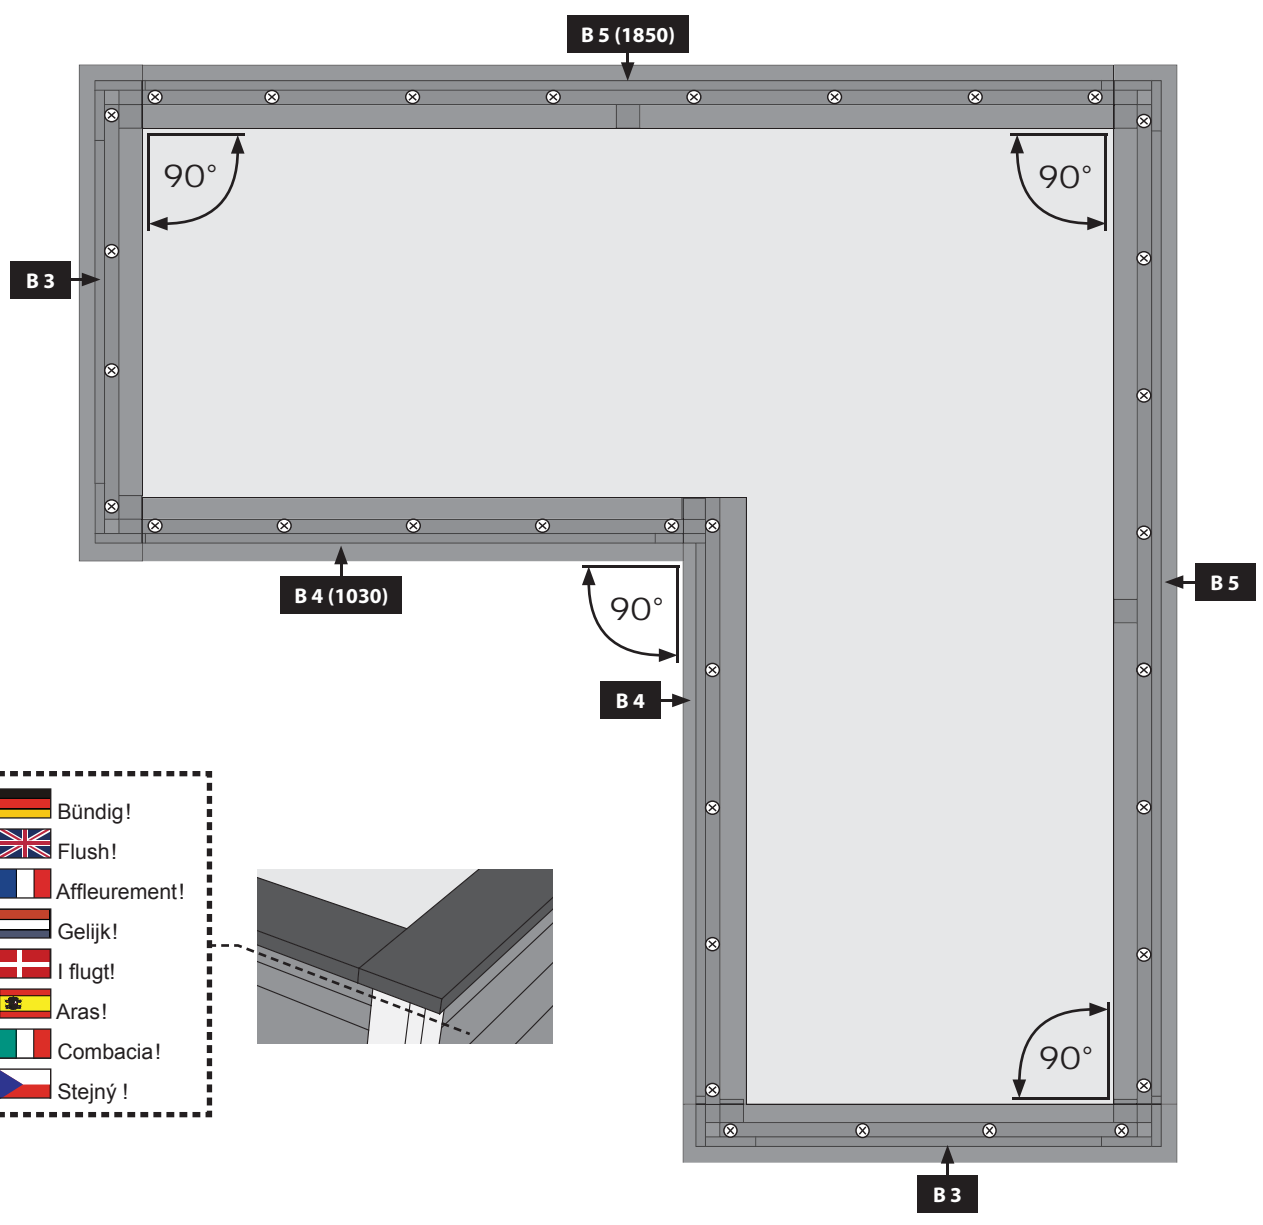 B 5 (1850)
90°
90°
B 3
B 4 (1030)
90°
B 5
B 4
Bündig!
Flush!
Affleurement!
Gelijk!
I flugt!
Aras!
Combacia!
Stejný !
90°
B 3